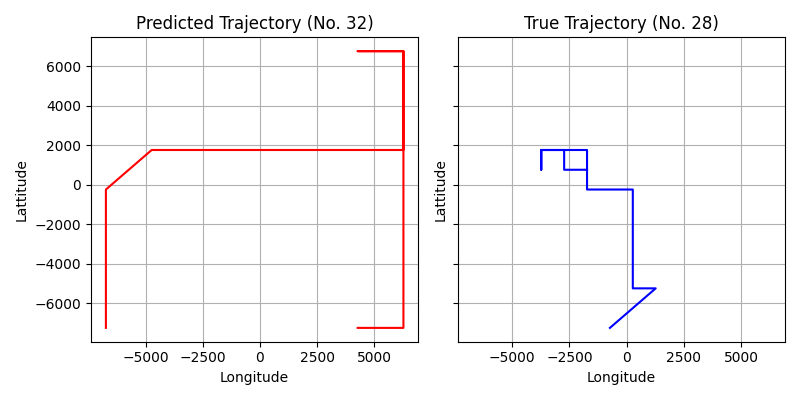 Predicted Trajectory (No. 32)
True Trajectory (No. 28)
6000
4000
2000
0
−2000
−4000
−6000
Lattitude
Lattitude
−5000 −2500 0 2500 5000
−5000 −2500 0 2500 5000
Longitude
Longitude